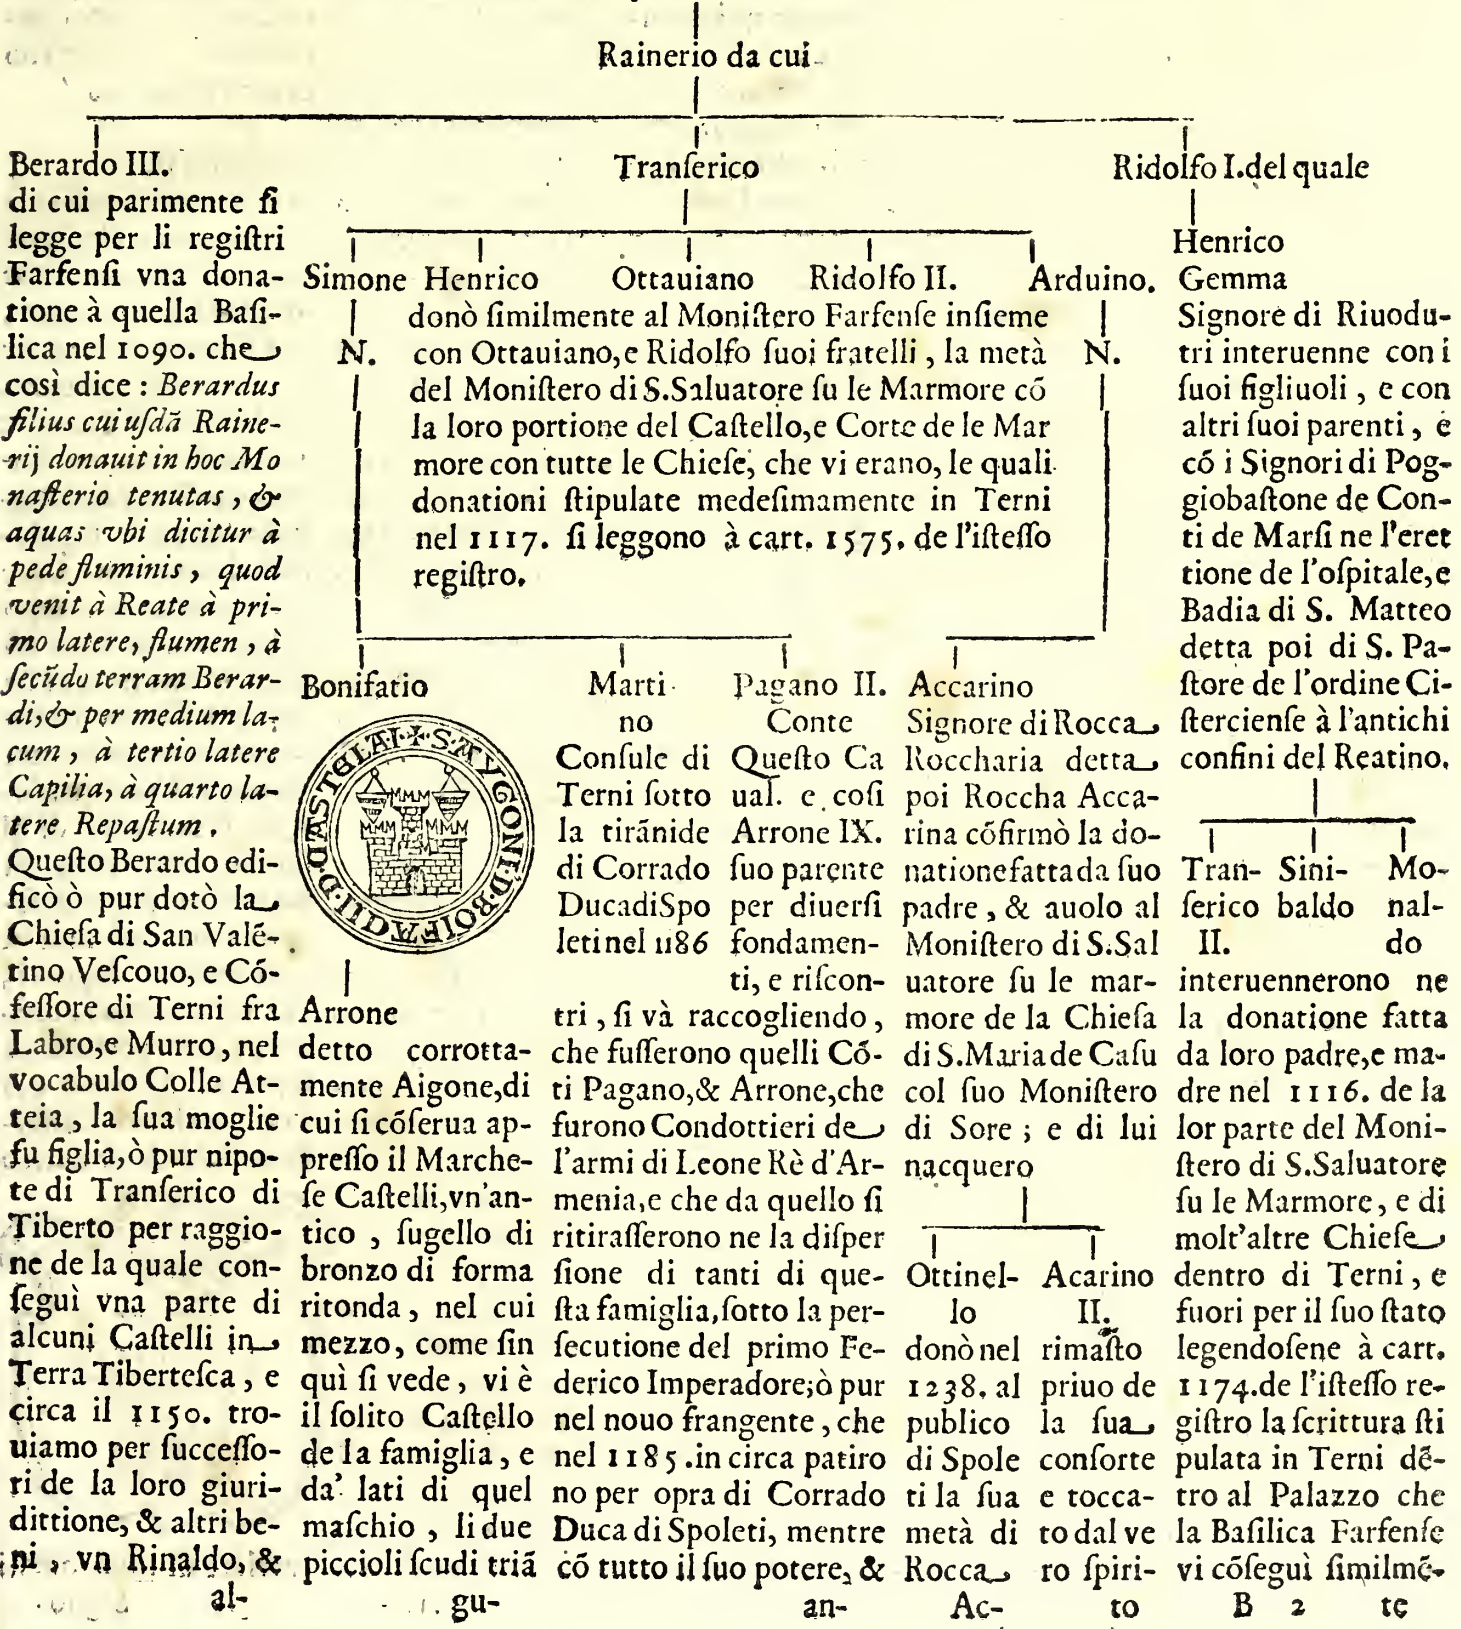 Rainerio da cui
Berardo III.
di cui parimente ſi
legge per li regiſtri
Farfenſi vna dona-
tione à quella Baſi-
lica nel 1090. che
così dice : Berardus
filius cuiuſdã Raine-
rij donauit in hoc Mo
naſterio tenutas , &
aquas vbi dicitur à
pede fluminis , quod
venit à Reate à pri-
mo latere, flumen , à
ſecũdo terram Berar-
di, & per medium la-
cum , à tertio latere
Capilia, à quarto la-
tere, Repaſtum .
Queſto Berardo edi-
ficò ò pur dotò la
Chieſa di San Valẽ-
tino Veſcouo, e Cõ-
feſſore di Terni fra
Labro,e Murro , nel
vocabulo Colle At-
teia , la ſua moglie
fu figlia,ò pur nipo-
te di Tranſerico di
Tiberto per raggio-
ne de la quale con-
ſeguì vna parte di
alcuni Caſtelli in
Terra Tiberteſca , e
circa il 1150. tro-
uiamo per ſucceſſo-
ri de la loro giuri-
dittione, & altri be-
ni , vn Rinaldo, &
al-
Tranſerico
Simone Henrico Ottauiano Ridolfo II. Arduino.
N.
donò ſimilmente al Moniſtero Farfenſe inſieme
con Ottauiano,e Ridolfo ſuoi fratelli , la metà
del Moniſtero di S.Saluatore ſu le Marmore cõ
la loro portione del Caſtello,e Corte de le Mar
more con tutte le Chieſe, che vi erano, le quali
donationi ſtipulate medeſimamente in Terni
nel 1117. ſi leggono à cart. 1575. de l'iſteſſo
regiſtro.
N.
Bonifatio
✠ S. AYGONI. D. BOIFAÇII. D. CASTELAI.
Arrone
detto corrotta-
mente Aigone,di
cui ſi cõſerua ap-
preſſo il Marche-
ſe Caſtelli,vn'an-
tico , ſugello di
bronzo di forma
ritonda , nel cui
mezzo, come ſin
quì ſi vede , vi è
il ſolito Caſtello
de la famiglia , e
da' lati di quel
maſchio , li due
piccioli ſcudi triã
gu-
Marti
no
Conſule di
Terni ſotto
la tirãnide
di Corrado
DucadiSpo
letinel 1186
Pagano II.
Conte
Queſto Ca
ual. e coſi
Arrone IX.
ſuo parente
per diuerſi
fondamen-
ti, e riſcon-
tri , ſi và raccogliendo ,
che fuſſerono quelli Cõ-
ti Pagano,& Arrone,che
furono Condottieri de
l'armi di Leone Rè d'Ar-
menia,e che da quello ſi
ritiraſſerono ne la diſper
ſione di tanti di que-
ſta famiglia,ſotto la per-
ſecutione del primo Fe-
derico Imperadore;ò pur
nel nouo frangente , che
nel 1185.in circa patiro
no per opra di Corrado
Duca di Spoleti, mentre
cõ tutto il ſuo potere, &
an-
Accarino
Signore di Rocca
Roccharia detta
poi Roccha Acca-
rina cõfirmò la do-
nationefattada ſuo
padre , & auolo al
Moniſtero di S.Sal
uatore ſu le mar-
more de la Chieſa
di S.Maria de Caſu
col ſuo Moniſtero
di Sore ; e di lui
nacquero
Ottinel-
lo
donò nel
1238. al
publico
di Spole
ti la ſua
metà di
Rocca
Ac-
Acarino
II.
rimaſto
priuo de
la ſua
conſorte
e tocca-
to dal ve
ro ſpiri-
to
Ridolfo I.del quale
Henrico
Gemma
Signore di Riuodu-
tri interuenne con i
ſuoi figliuoli , e con
altri ſuoi parenti , e
cõ i Signori di Pog-
giobaſtone de Con-
ti de Marſi ne l'eret
tione de l'oſpitale,e
Badia di S. Matteo
detta poi di S. Pa-
ſtore de l'ordine Ci-
ſtercienſe à l'antichi
confini del Reatino.
Tran- Sini- Mo-
ſerico baldo nal-
II. do
interuennerono ne
la donatione fatta
da loro padre,e ma-
dre nel 1116. de la
lor parte del Moni-
ſtero di S.Saluatore
ſu le Marmore , e di
molt'altre Chieſe
dentro di Terni , e
fuori per il ſuo ſtato
legendoſene à cart.
1174.de l'iſteſſo re-
giſtro la ſcrittura ſti
pulata in Terni dẽ-
tro al Palazzo che
la Baſilica Farfenſe
vi cõſeguì ſimilmẽ-
B 2 te